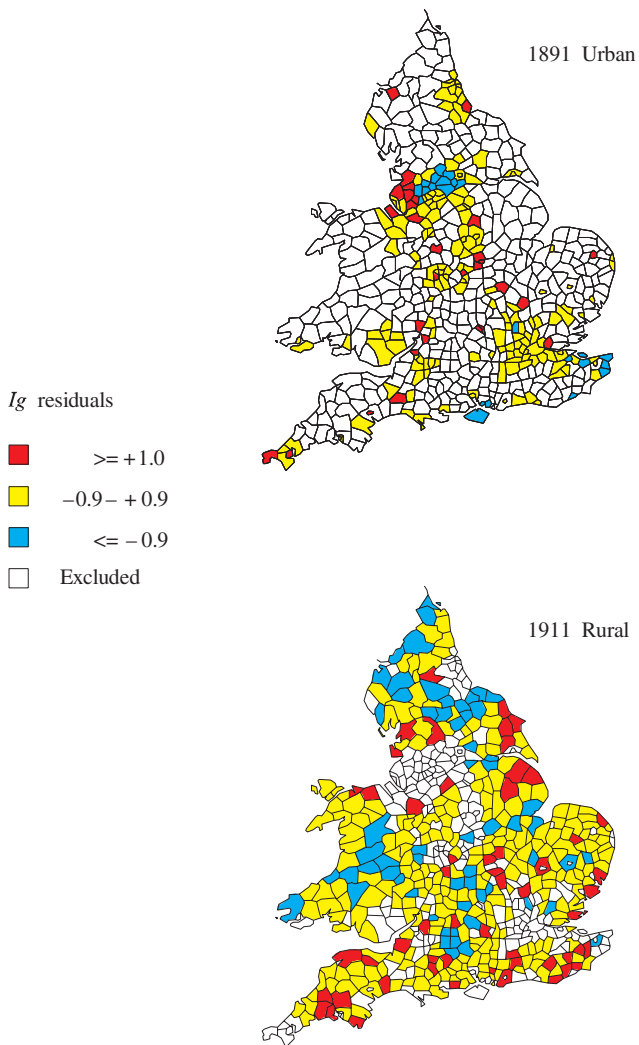 1891 Urban
Ig residuals
>= +1.0
−0.9 − +0.9
<= −0.9
Excluded
1911 Rural